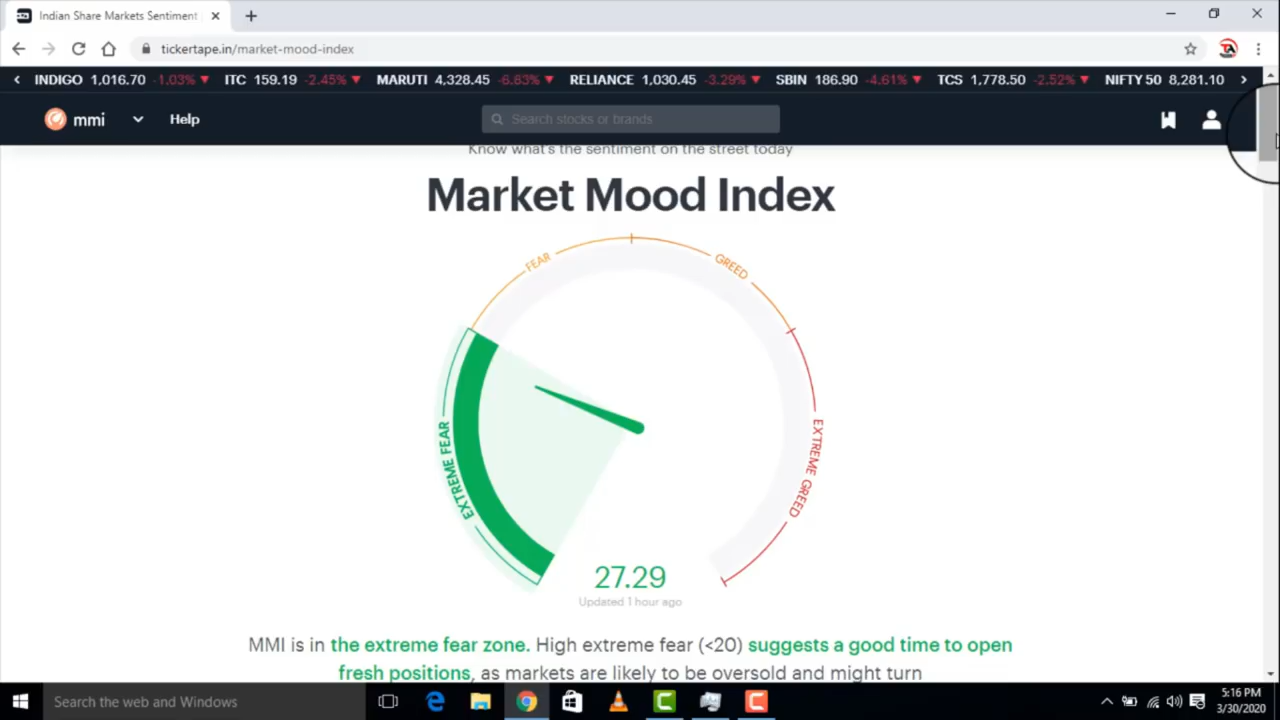 Indian Share Markets Sentiment
tickertape.in/market-mood-index
INDIGO 1,016.70 -1.03% ▼ ITC 159.19 -2.45% ▼ MARUTI 4,328.45 -6.63% ▼ RELIANCE 1,030.45 -3.29% ▼ SBIN 186.90 -4.61% ▼ TCS 1,778.50 -2.52% ▼ NIFTY 50 8,281.10
mmi Help Search stocks or brands
Know what's the sentiment on the street today
Market Mood Index
FEAR GREED
EXTREME FEAR EXTREME GREED
27.29
Updated 1 hour ago
MMI is in the extreme fear zone. High extreme fear (<20) suggests a good time to open
fresh positions, as markets are likely to be oversold and might turn
Search the web and Windows
5:16 PM
3/30/2020